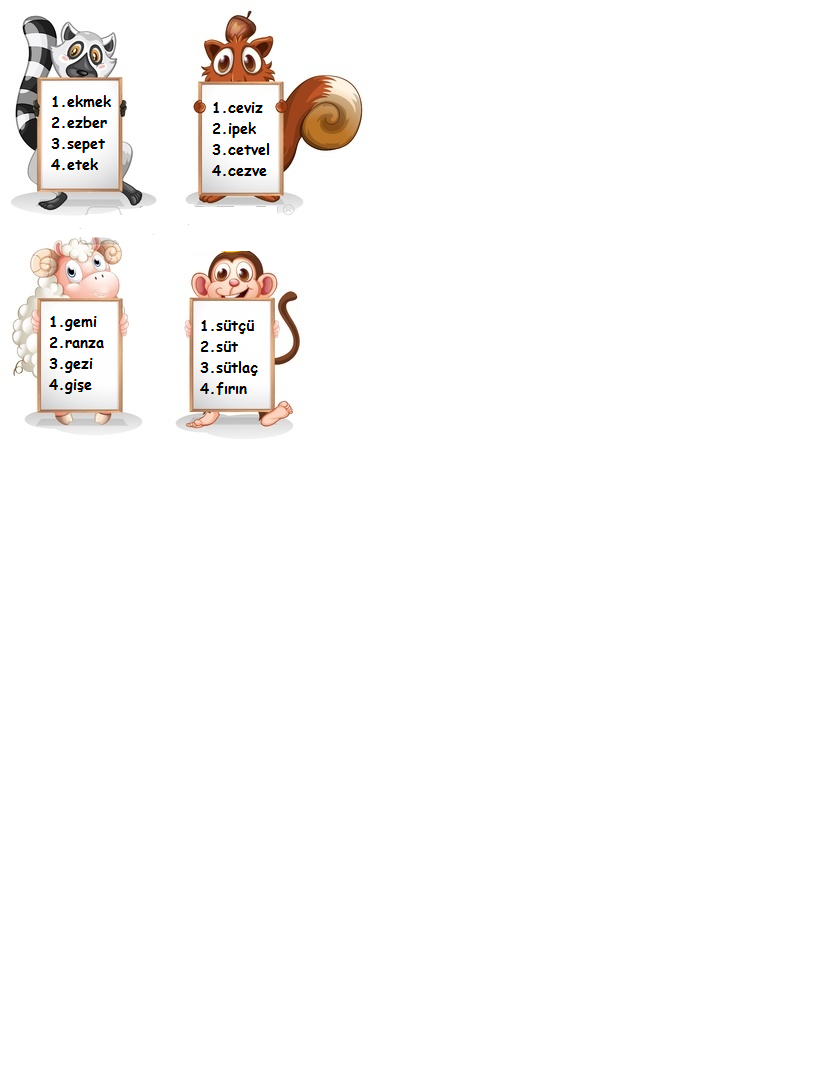 1.ekmek
2.ezber
3.sepet
4.etek
1.ceviz
2.ipek
3.cetvel
4.cezve
1.gemi
2.ranza
3.gezi
4.gişe
1.sütçü
2.süt
3.sütlaç
4.fırın